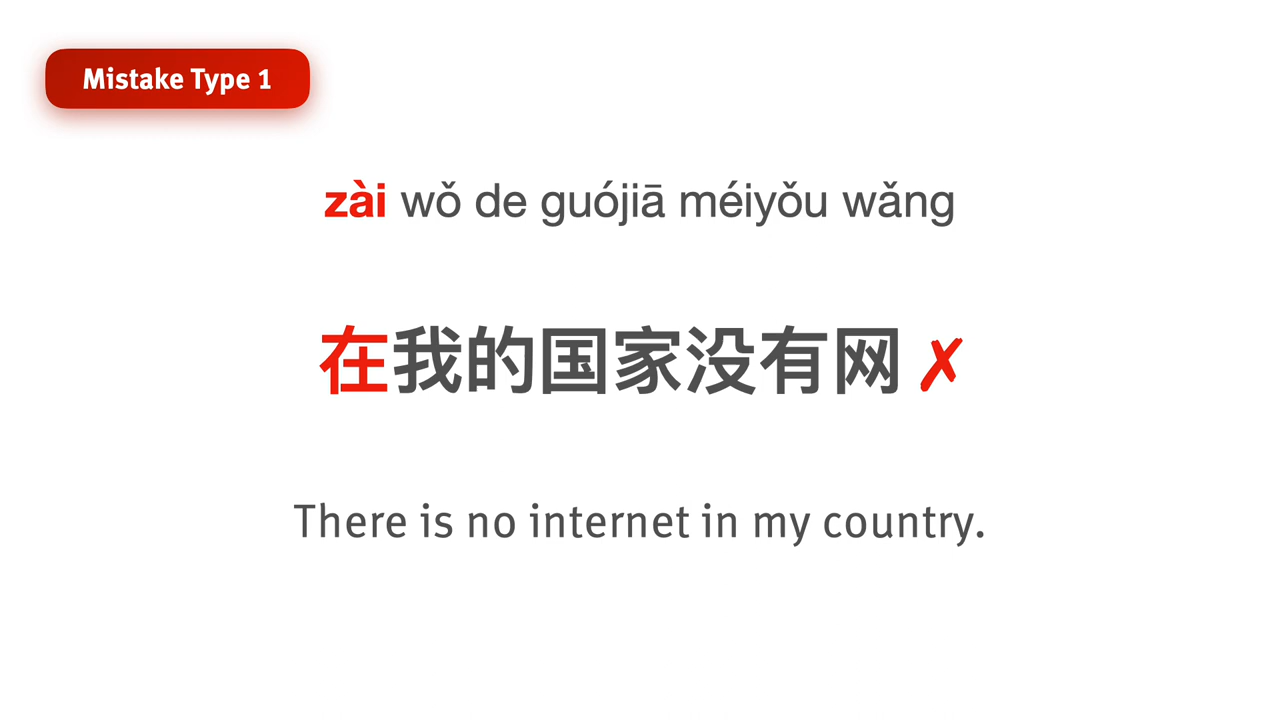 Mistake Type 1
zài wǒ de guójiā méiyǒu wǎng
在我的国家没有网 ✗
There is no internet in my country.